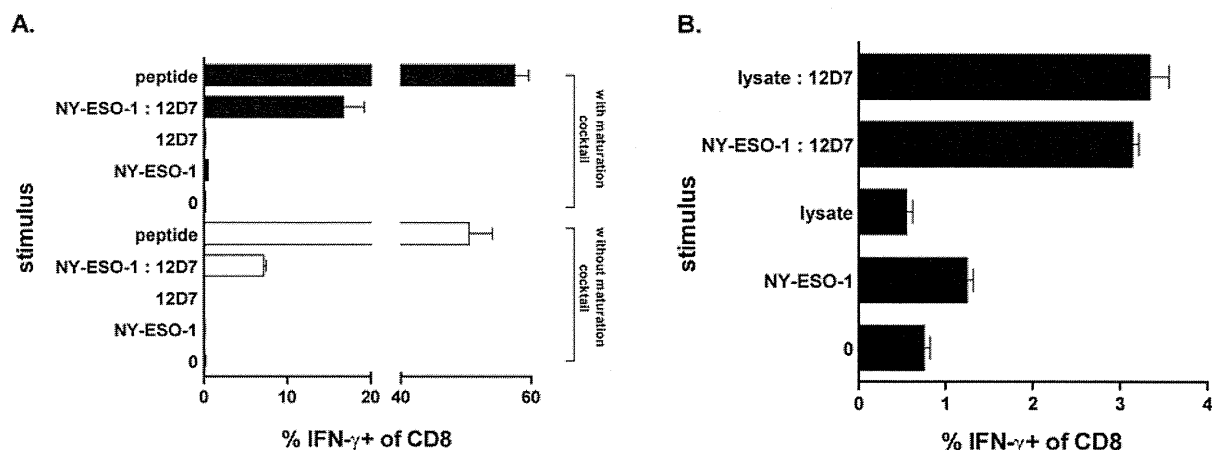 A.
stimulus
peptide
NY-ESO-1 : 12D7
12D7
NY-ESO-1
0
peptide
NY-ESO-1 : 12D7
12D7
NY-ESO-1
0
with maturation
cocktail
without maturation
cocktail
0 10 20 40 60
% IFN-γ+ of CD8
B.
stimulus
lysate : 12D7
NY-ESO-1 : 12D7
lysate
NY-ESO-1
0
0 1 2 3 4
% IFN-γ+ of CD8